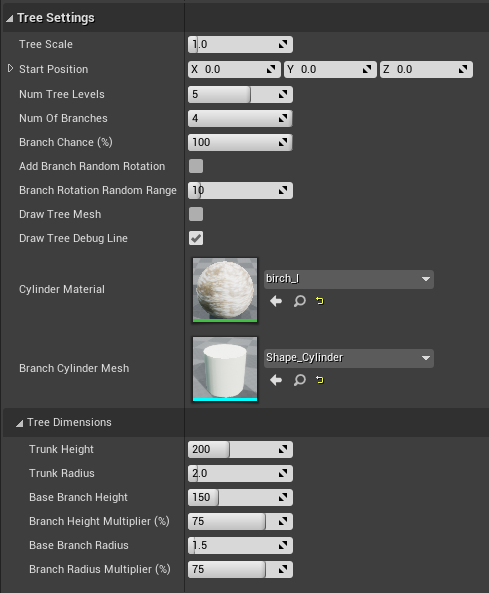 Tree Settings
Tree Scale 1.0
Start Position X 0.0 Y 0.0 Z 0.0
Num Tree Levels 5
Num Of Branches 4
Branch Chance (%) 100
Add Branch Random Rotation
Branch Rotation Random Range 10
Draw Tree Mesh
Draw Tree Debug Line
Cylinder Material birch_l
Branch Cylinder Mesh Shape_Cylinder
Tree Dimensions
Trunk Height 200
Trunk Radius 2.0
Base Branch Height 150
Branch Height Multiplier (%) 75
Base Branch Radius 1.5
Branch Radius Multiplier (%) 75